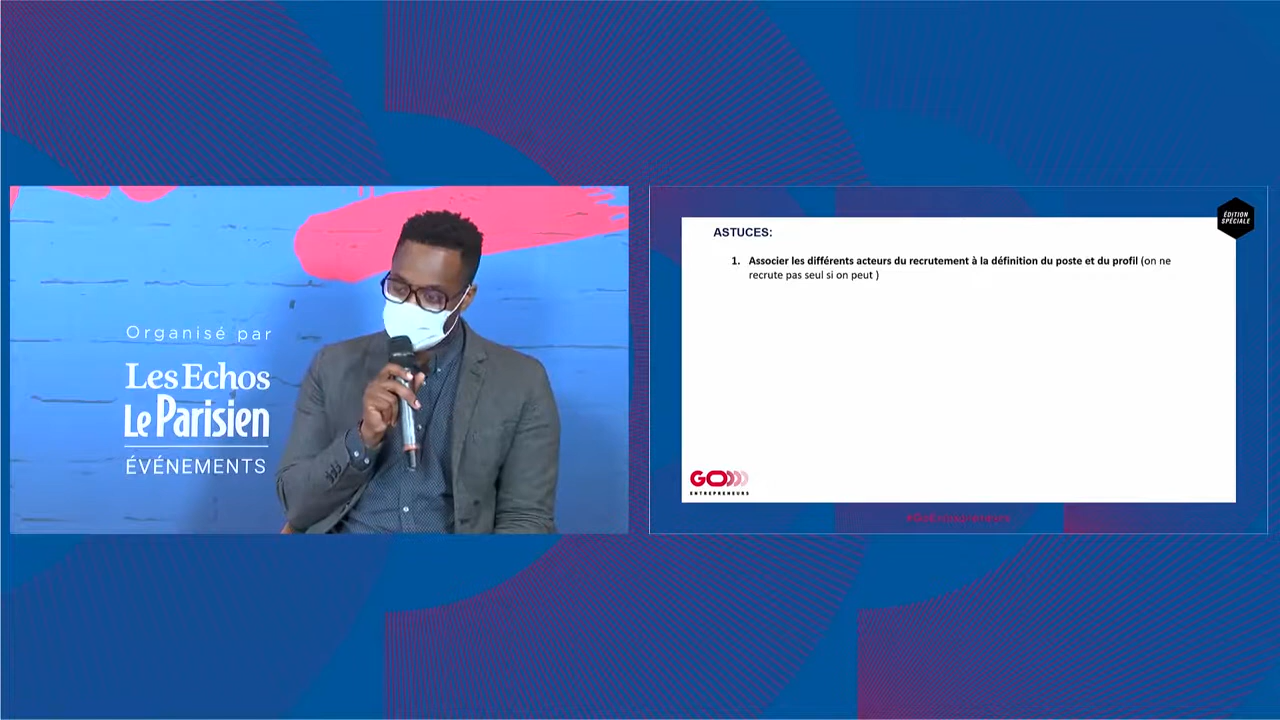 Organisé par
Les Echos
Le Parisien
ÉVÉNEMENTS
ÉDITION
SPÉCIALE
ASTUCES:
1. Associer les différents acteurs du recrutement à la définition du poste et du profil (on ne
recrute pas seul si on peut )
GO
ENTREPRENEURS
#GoEntrepreneurs